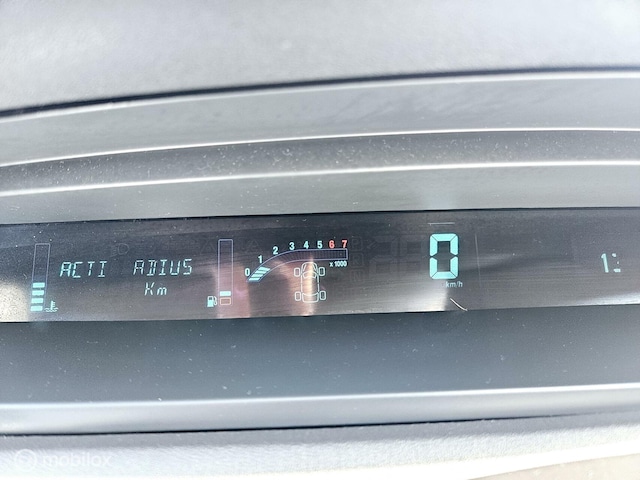 ACTI ADIUS
Km
0 1 2 3 4 5 6 7
x 1000
0
km/h
mobilox